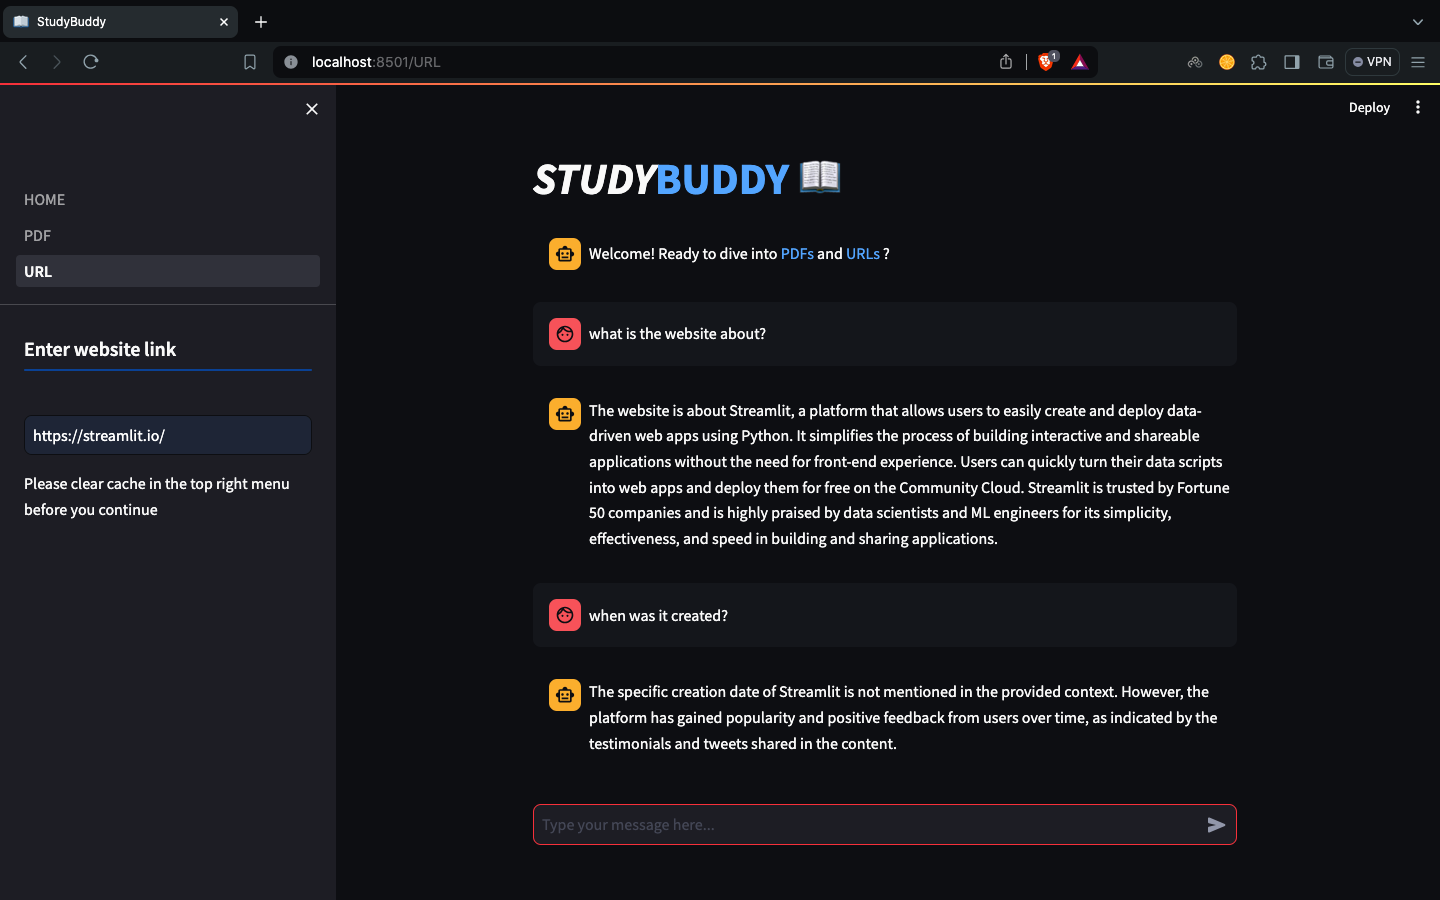 StudyBuddy
localhost:8501/URL
1
VPN
Deploy
HOME
PDF
URL
Enter website link
https://streamlit.io/
Please clear cache in the top right menu
before you continue
STUDYBUDDY
Welcome! Ready to dive into PDFs and URLs ?
what is the website about?
The website is about Streamlit, a platform that allows users to easily create and deploy data-
driven web apps using Python. It simplifies the process of building interactive and shareable
applications without the need for front-end experience. Users can quickly turn their data scripts
into web apps and deploy them for free on the Community Cloud. Streamlit is trusted by Fortune
50 companies and is highly praised by data scientists and ML engineers for its simplicity,
effectiveness, and speed in building and sharing applications.
when was it created?
The specific creation date of Streamlit is not mentioned in the provided context. However, the
platform has gained popularity and positive feedback from users over time, as indicated by the
testimonials and tweets shared in the content.
Type your message here...